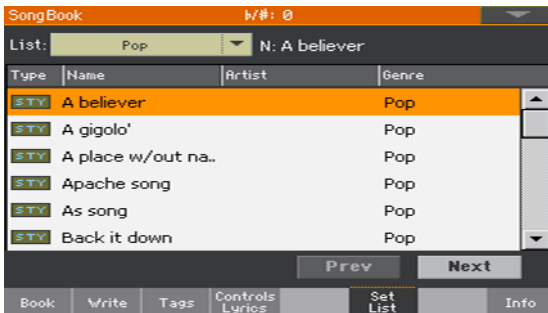 SongBook ♭/#: 0
List: Pop N: A believer
Type Name Artist Genre
STY A believer Pop
STY A gigolo' Pop
STY A place w/out na.. Pop
STY Apache song Pop
STY As song Pop
STY Back it down Pop
Prev Next
Book Write Tags Controls Lyrics Set List Info